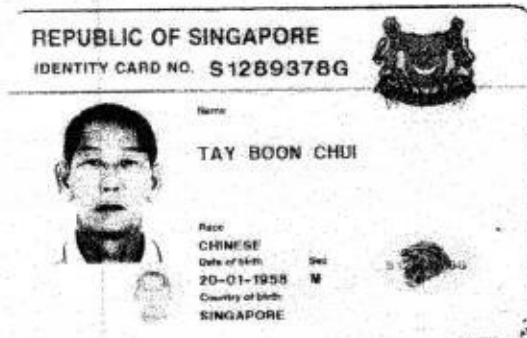 REPUBLIC OF SINGAPORE
IDENTITY CARD NO. S1289378G
Name
TAY BOON CHUI
Race
CHINESE
Date of birth Sex
20-01-1958 M
Country of birth
SINGAPORE